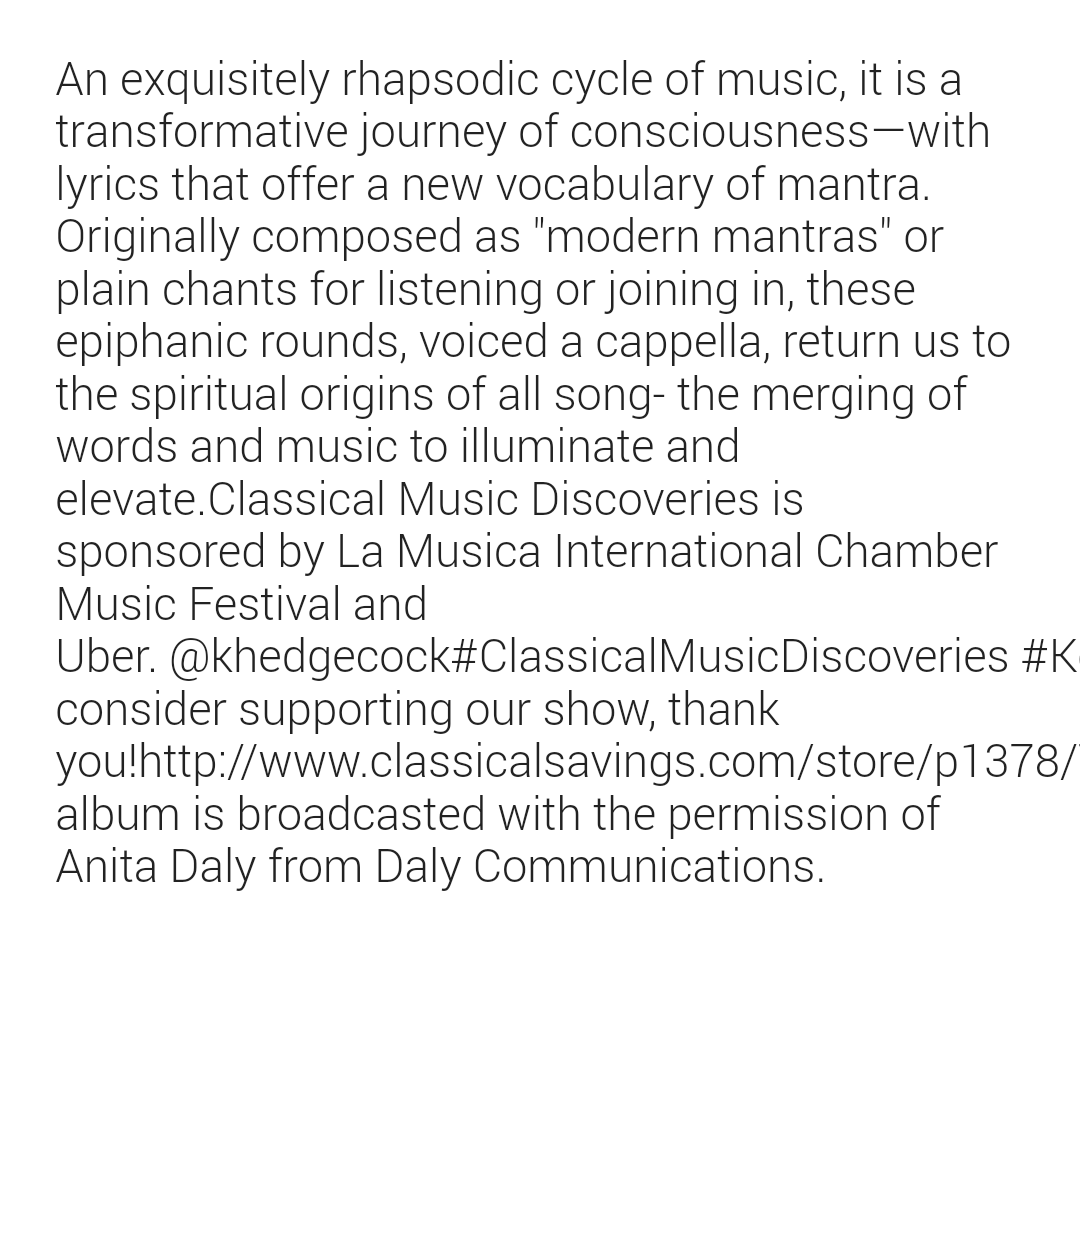 An exquisitely rhapsodic cycle of music, it is a
transformative journey of consciousness—with
lyrics that offer a new vocabulary of mantra.
Originally composed as "modern mantras" or
plain chants for listening or joining in, these
epiphanic rounds, voiced a cappella, return us to
the spiritual origins of all song- the merging of
words and music to illuminate and
elevate.Classical Music Discoveries is
sponsored by La Musica International Chamber
Music Festival and
Uber. @khedgecock#ClassicalMusicDiscoveries
consider supporting our show, thank
you!http://www.classicalsavings.com/store/p1378/
album is broadcasted with the permission of
Anita Daly from Daly Communications.